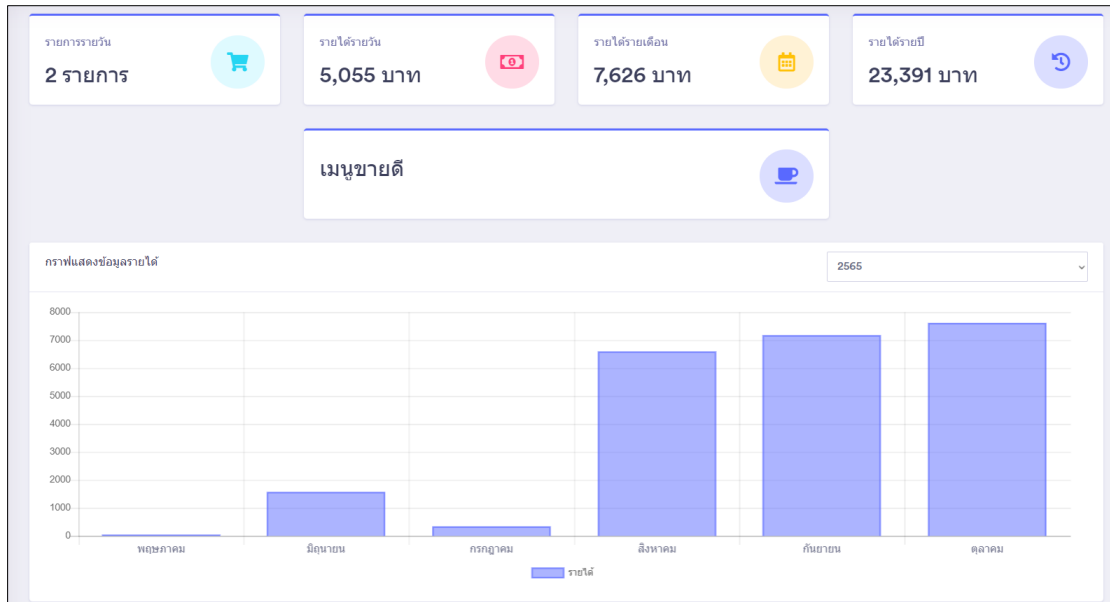 รายการรายวัน
2 รายการ
รายได้รายวัน
5,055 บาท
รายได้รายเดือน
7,626 บาท
รายได้รายปี
23,391 บาท
เมนูขายดี
กราฟแสดงข้อมูลรายได้
2565
8000
7000
6000
5000
4000
3000
2000
1000
0
พฤษภาคม
มิถุนายน
กรกฎาคม
สิงหาคม
กันยายน
ตุลาคม
รายได้